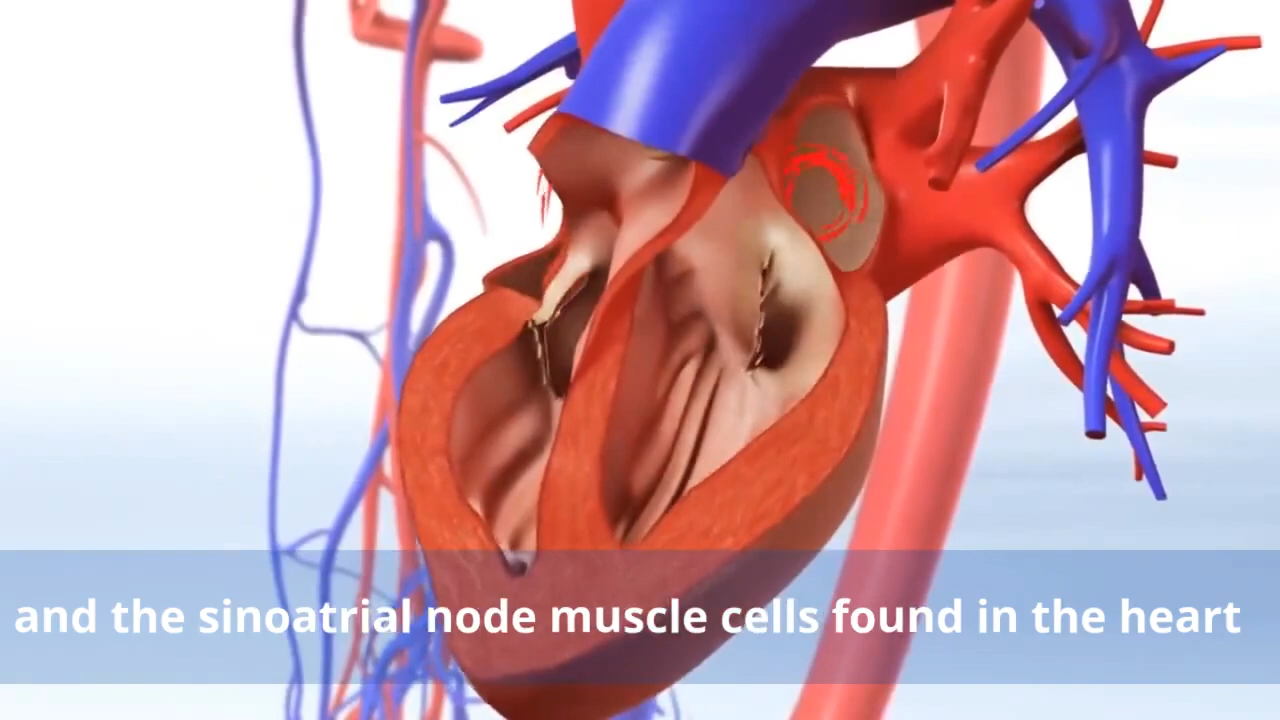 and the sinoatrial node muscle cells found in the heart